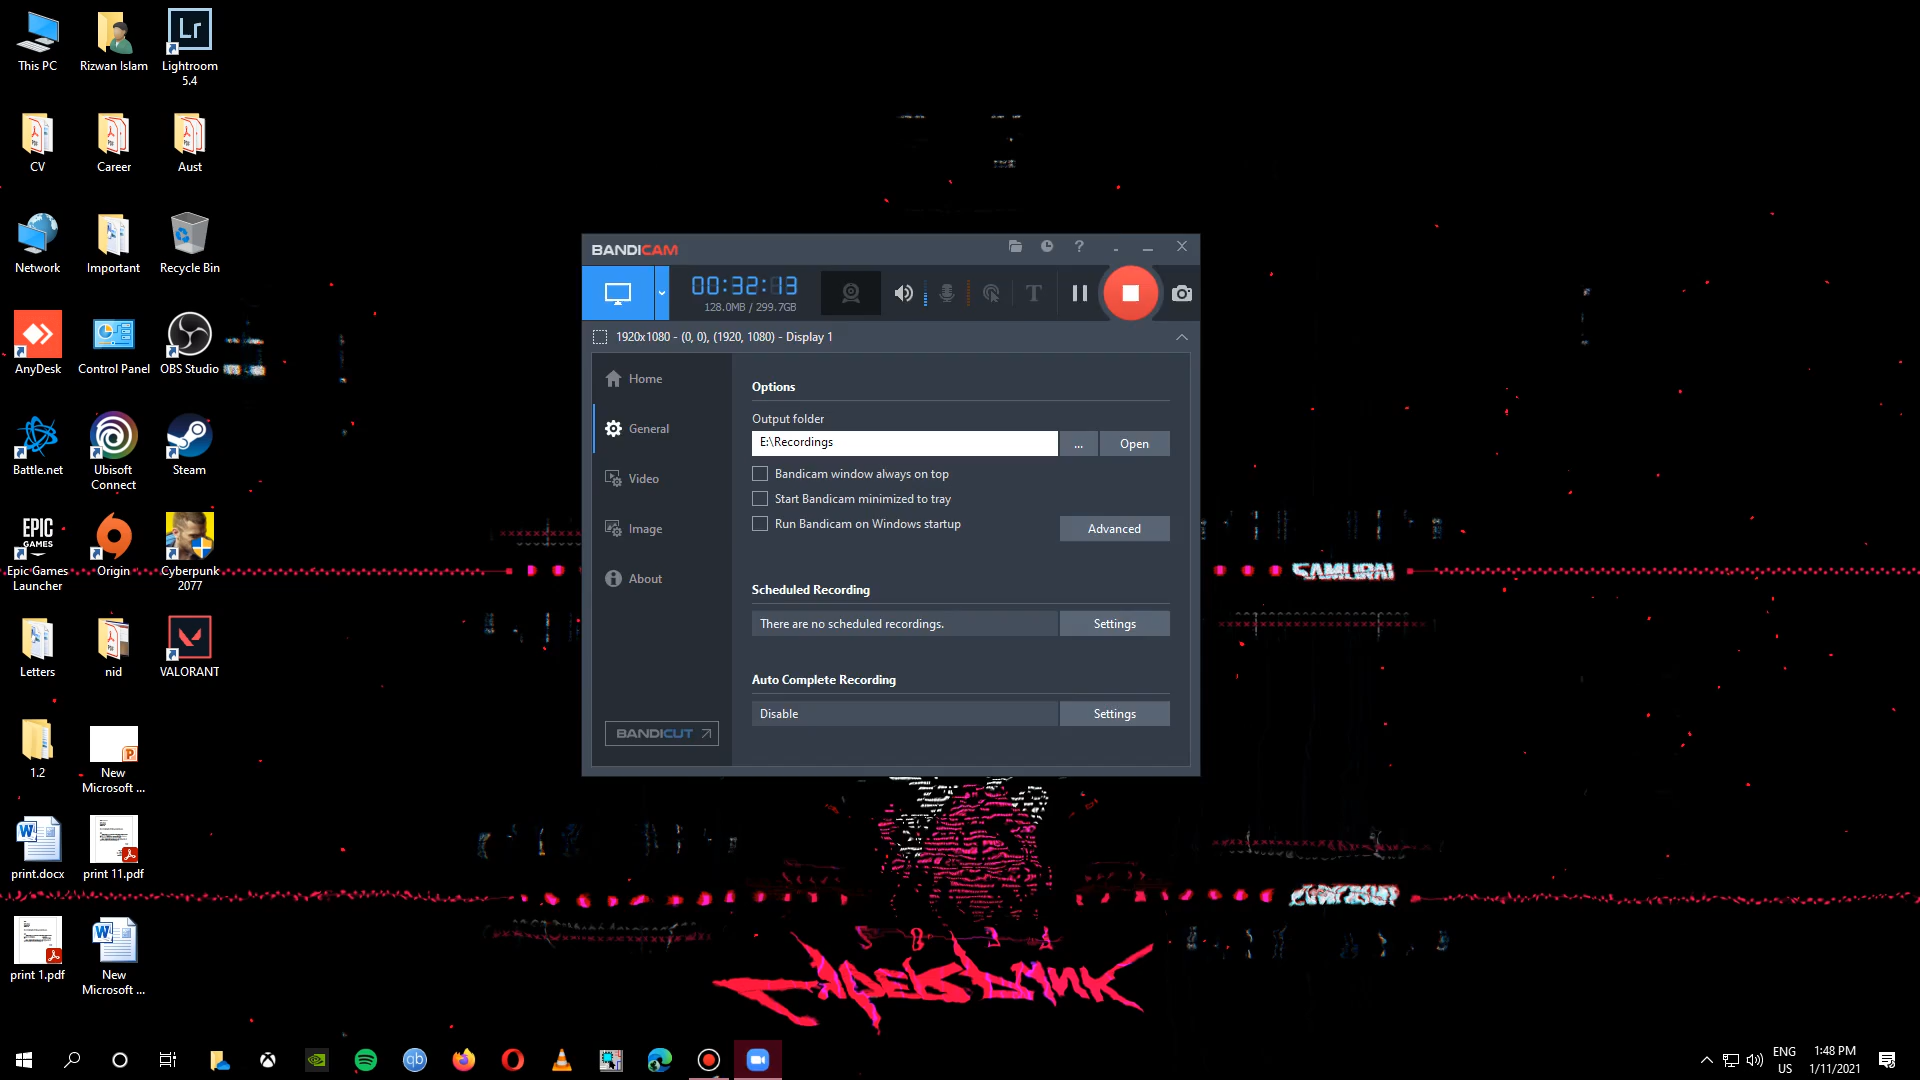 This PC
Rizwan Islam
Lightroom
5.4
CV
Career
Aust
Network
Important
Recycle Bin
AnyDesk
Control Panel
OBS Studio
Battle.net
Ubisoft
Connect
Steam
EPIC
GAMES
Epic Games
Launcher
Origin
Cyberpunk
2077
Letters
nid
VALORANT
1.2
New
Microsoft ...
print.docx
print 11.pdf
print 1.pdf
New
Microsoft ...
BANDICAM
00:32:13
128.0MB / 299.7GB
1920x1080 - (0, 0), (1920, 1080) - Display 1
Home
General
Video
Image
About
BANDICUT
Options
Output folder
E:\Recordings
...
Open
Bandicam window always on top
Start Bandicam minimized to tray
Run Bandicam on Windows startup
Advanced
Scheduled Recording
There are no scheduled recordings.
Settings
Auto Complete Recording
Disable
Settings
SAMURAI
Cyberpunk
ENG
US
1:48 PM
1/11/2021